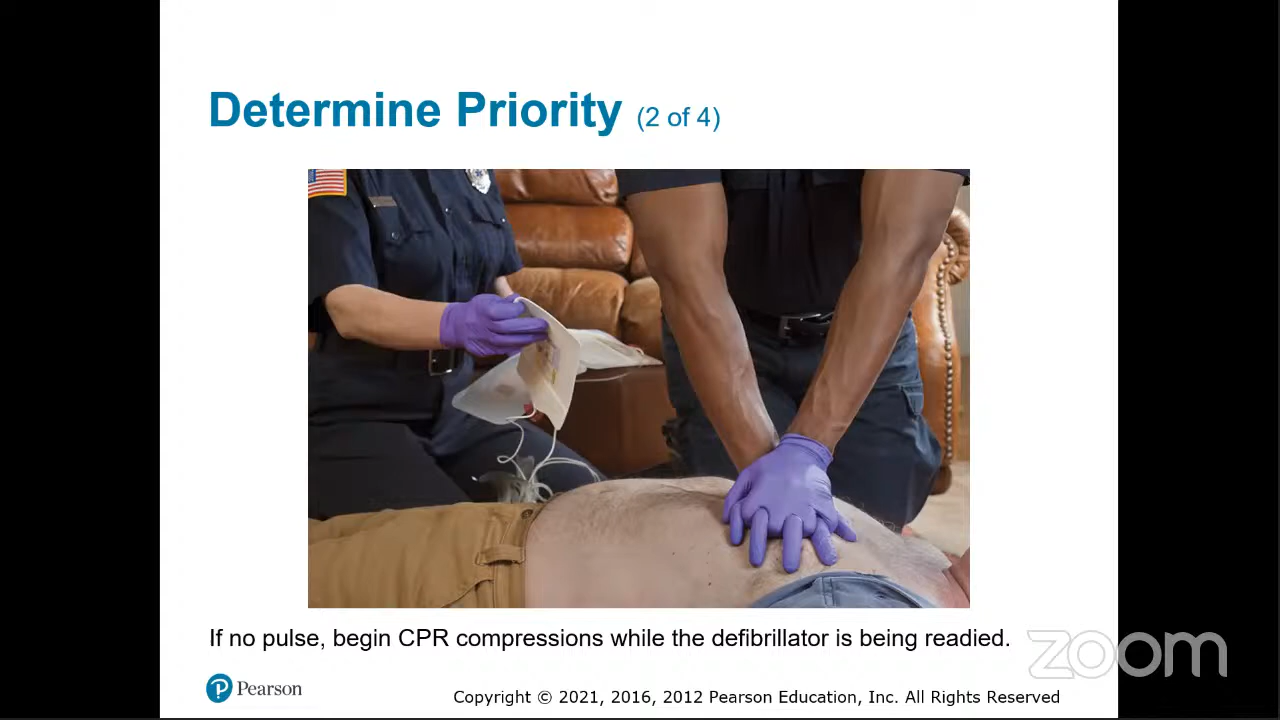 Determine Priority (2 of 4)
If no pulse, begin CPR compressions while the defibrillator is being readied.
zoom
Pearson
Copyright © 2021, 2016, 2012 Pearson Education, Inc. All Rights Reserved